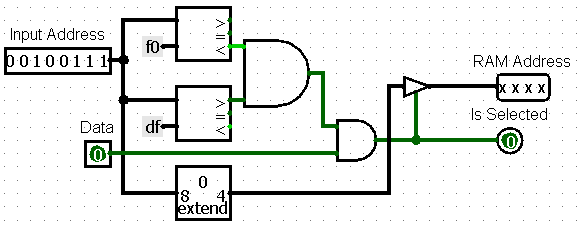 Input Address
00100111
f0
>
=
<
df
>
=
<
Data
0
0
8 4
extend
RAM Address
xxxx
Is Selected
0